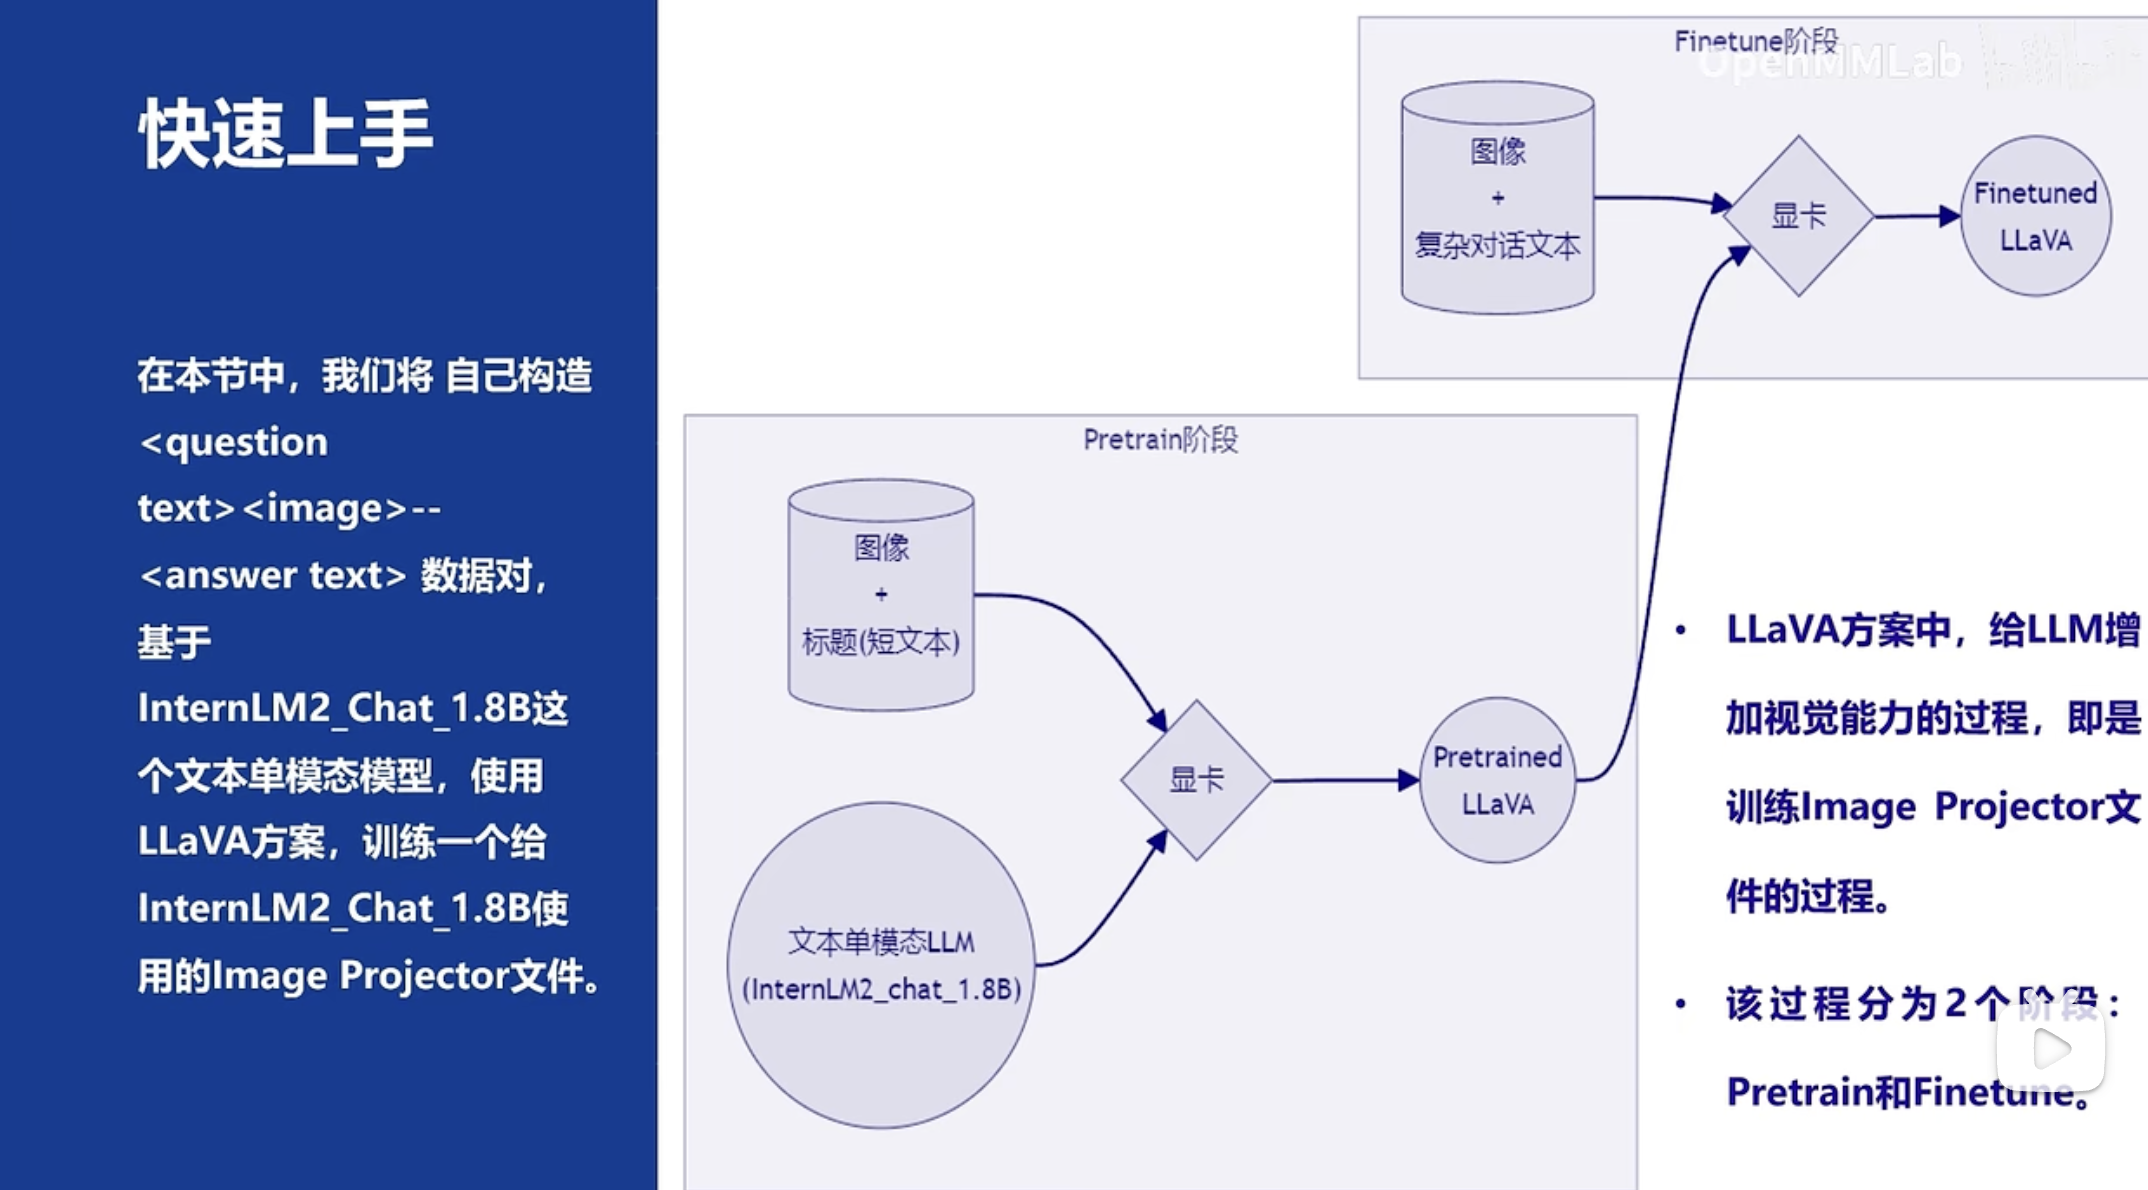 快速上手
在本节中，我们将 自己构造
<question
text><image>--
<answer text> 数据对，
基于
InternLM2_Chat_1.8B这
个文本单模态模型，使用
LLaVA方案，训练一个给
InternLM2_Chat_1.8B使
用的Image Projector文件。
Finetune阶段
OpenMMLab
图像
+
复杂对话文本
显卡
Finetuned
LLaVA
Pretrain阶段
图像
+
标题(短文本)
文本单模态LLM
(InternLM2_chat_1.8B)
显卡
Pretrained
LLaVA
• LLaVA方案中，给LLM增
加视觉能力的过程，即是
训练Image Projector文
件的过程。
• 该过程分为2个阶段：
Pretrain和Finetune。